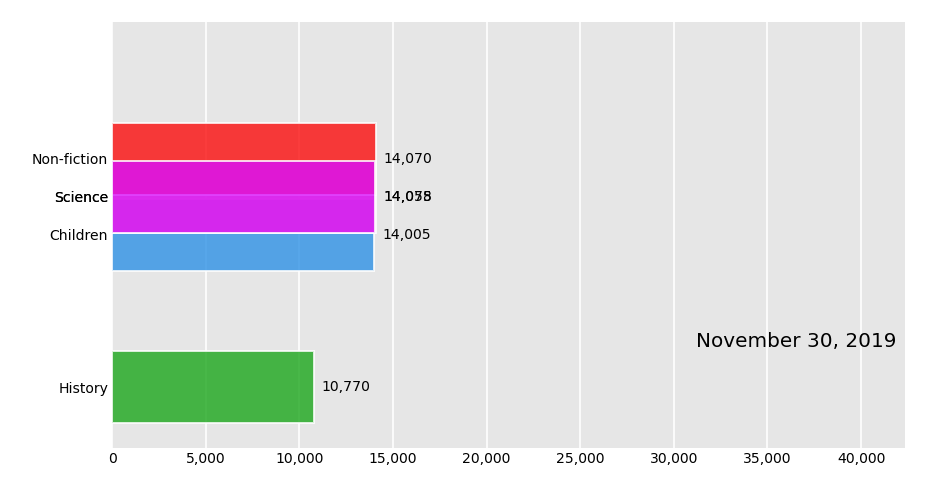 Non-fiction 14,070
Science
Children 14,005
November 30, 2019
History 10,770
0 5,000 10,000 15,000 20,000 25,000 30,000 35,000 40,000